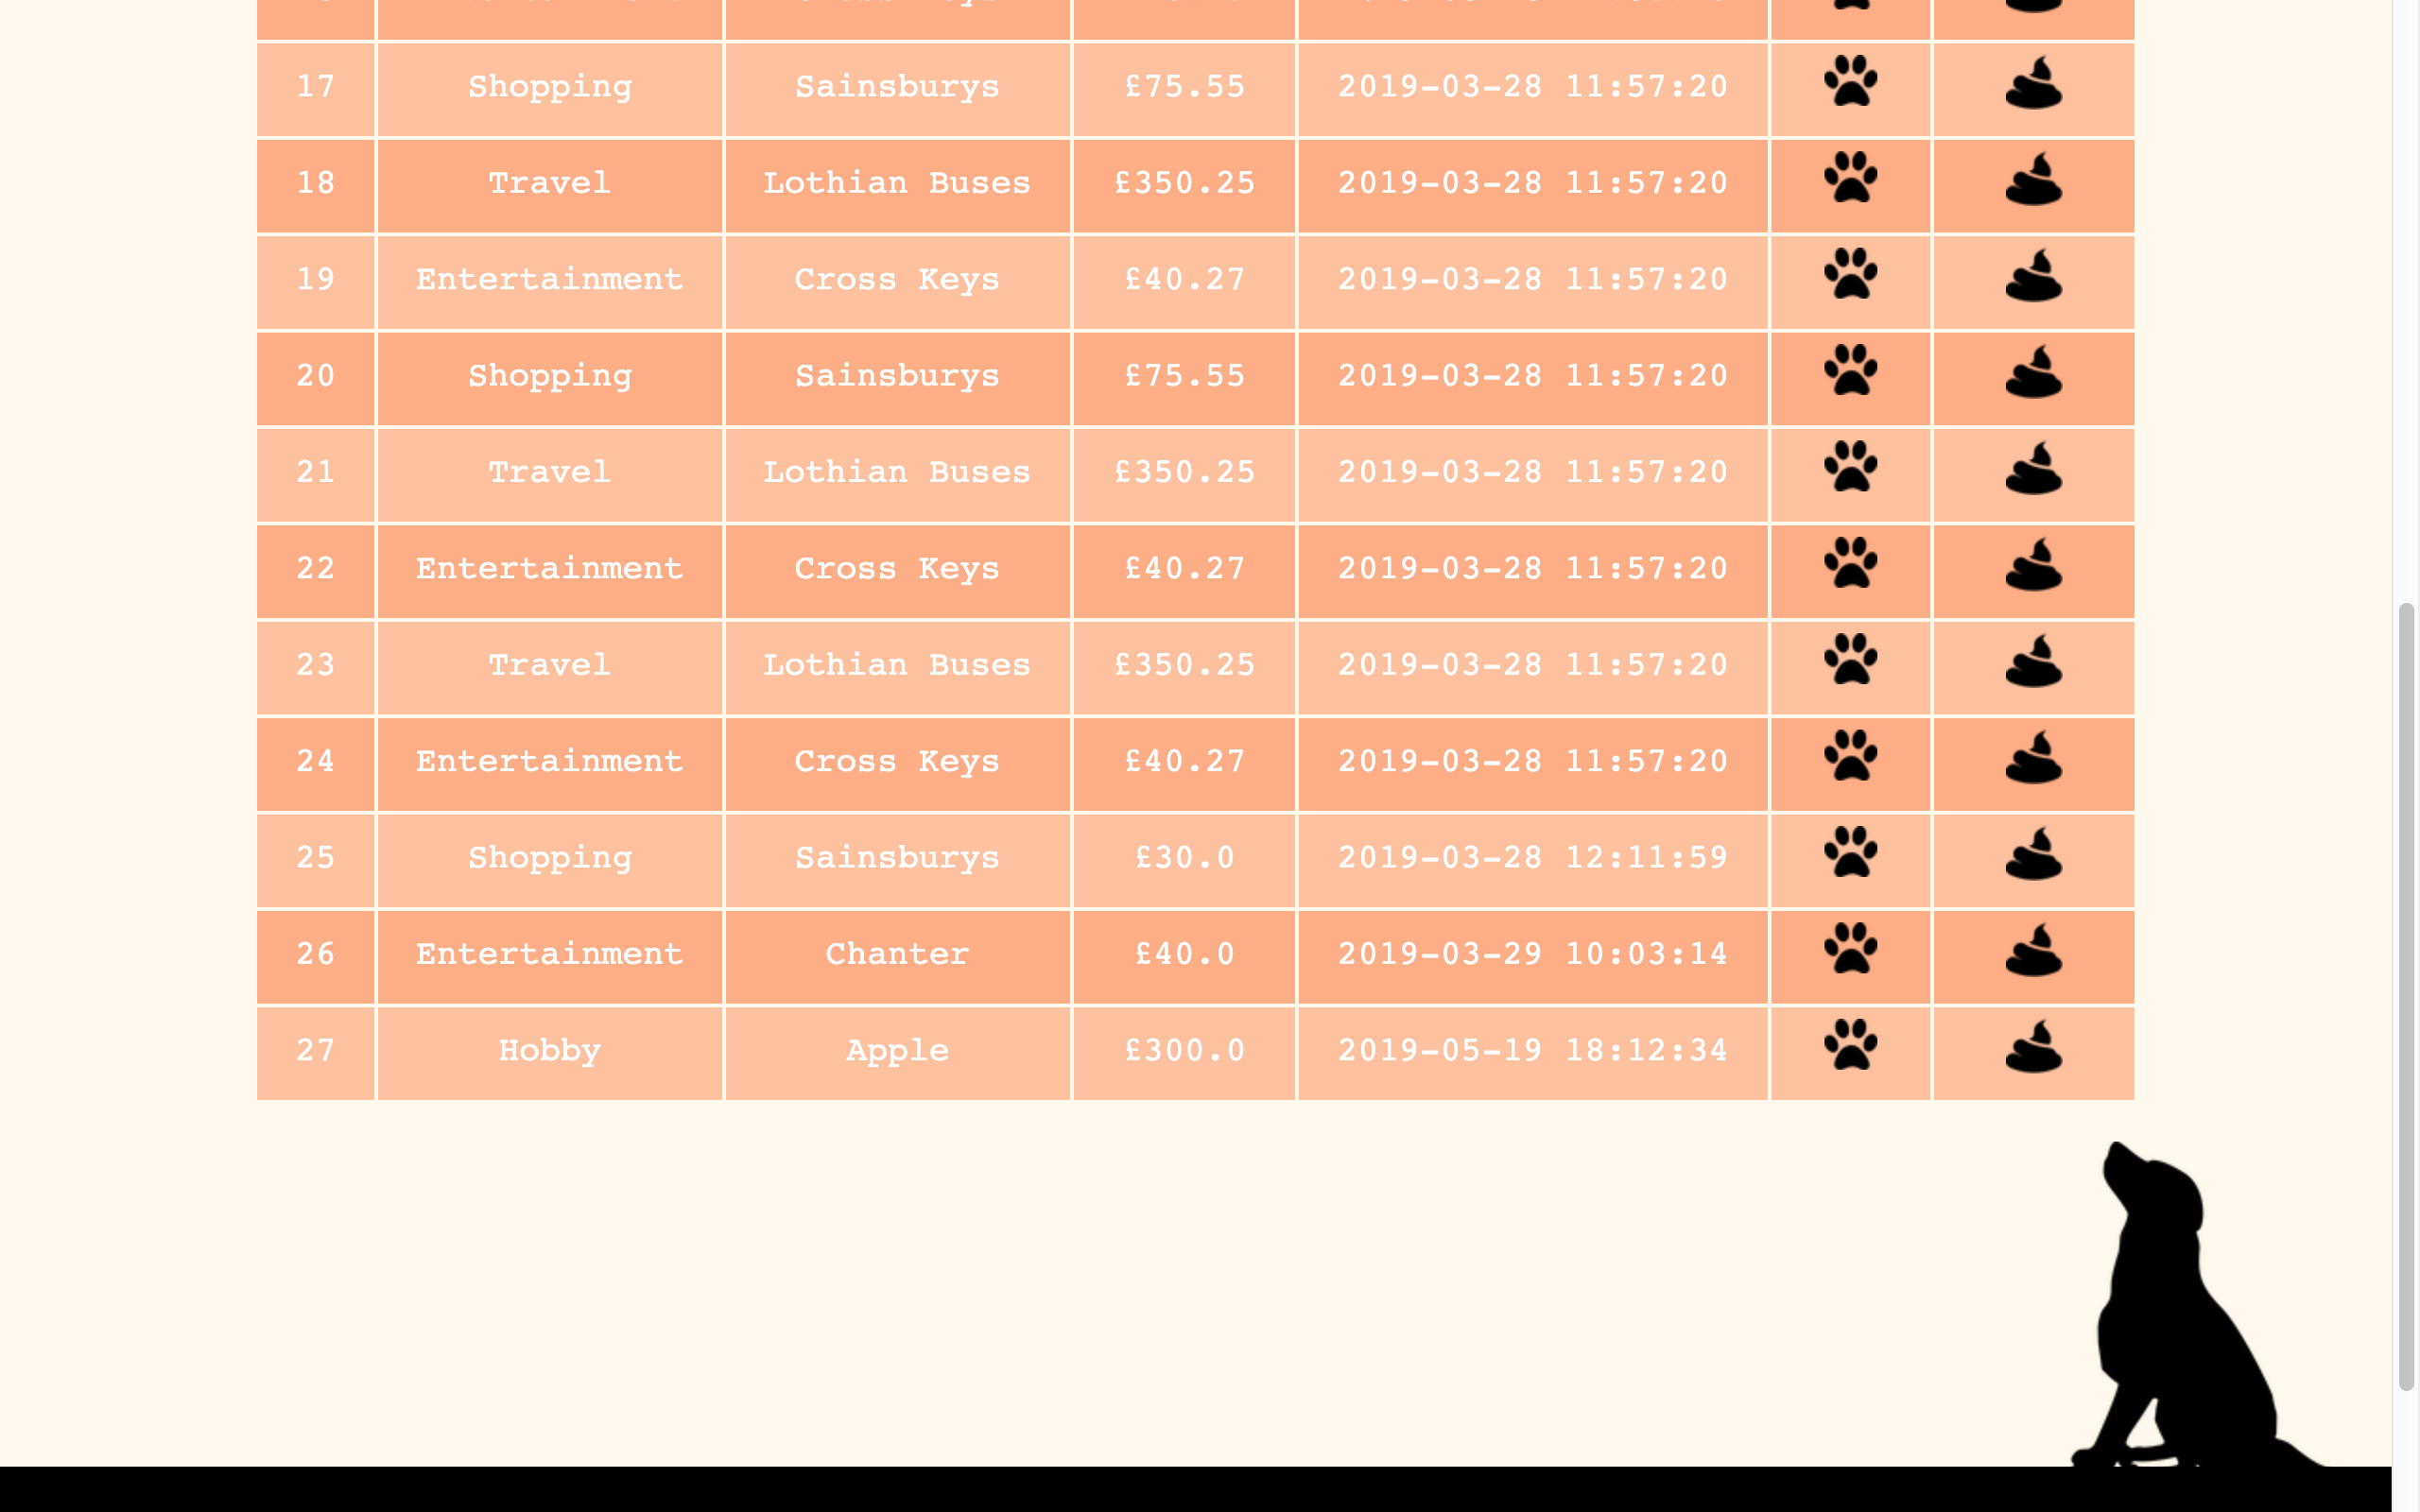 17 Shopping Sainsburys £75.55 2019-03-28 11:57:20
18 Travel Lothian Buses £350.25 2019-03-28 11:57:20
19 Entertainment Cross Keys £40.27 2019-03-28 11:57:20
20 Shopping Sainsburys £75.55 2019-03-28 11:57:20
21 Travel Lothian Buses £350.25 2019-03-28 11:57:20
22 Entertainment Cross Keys £40.27 2019-03-28 11:57:20
23 Travel Lothian Buses £350.25 2019-03-28 11:57:20
24 Entertainment Cross Keys £40.27 2019-03-28 11:57:20
25 Shopping Sainsburys £30.0 2019-03-28 12:11:59
26 Entertainment Chanter £40.0 2019-03-29 10:03:14
27 Hobby Apple £300.0 2019-05-19 18:12:34